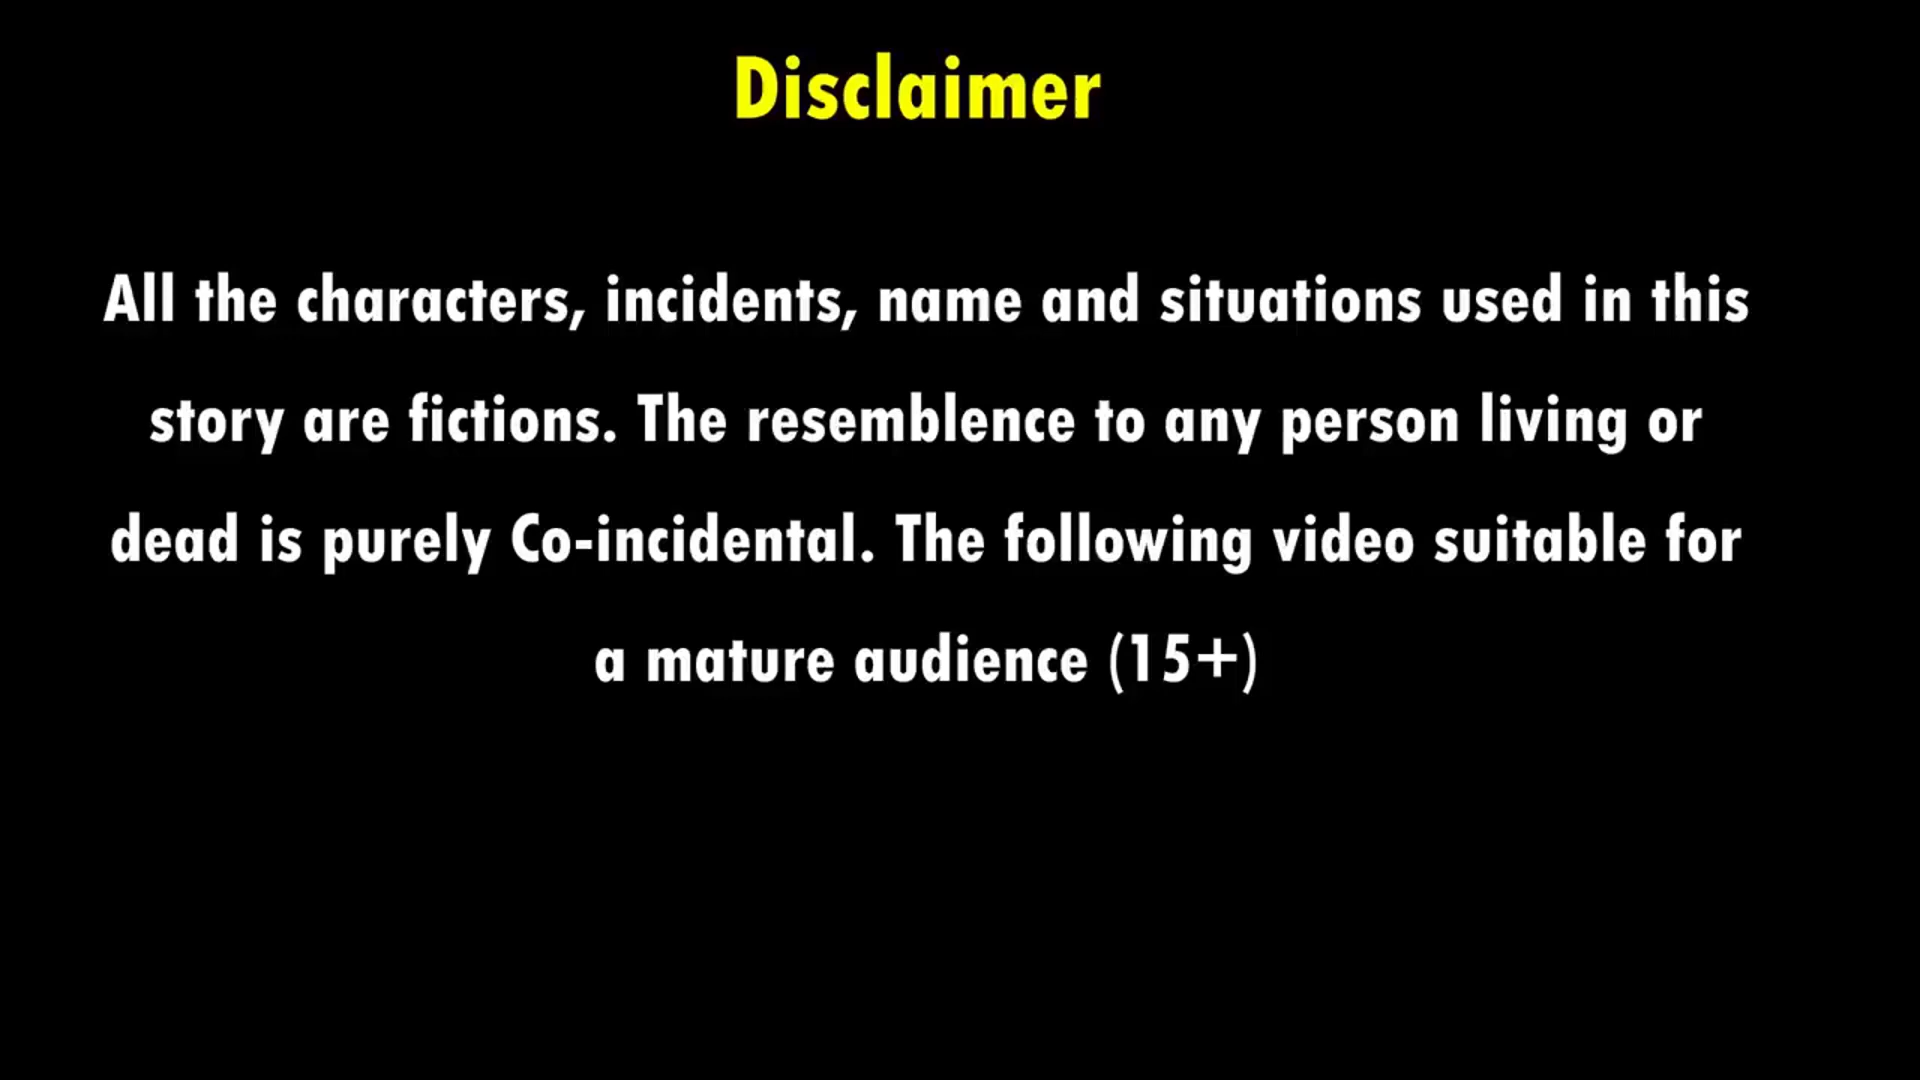 Disclaimer
All the characters, incidents, name and situations used in this
story are fictions. The resemblence to any person living or
dead is purely Co-incidental. The following video suitable for
a mature audience (15+)